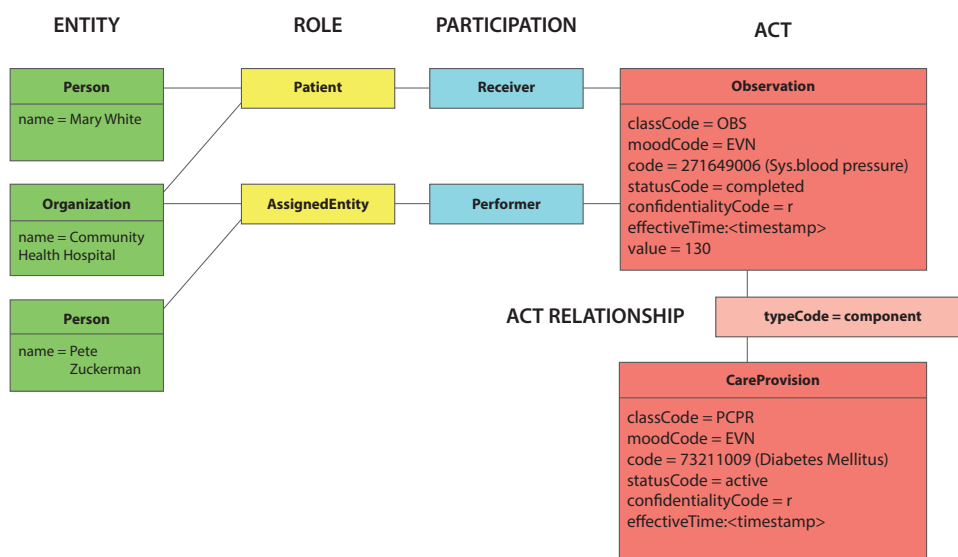 ENTITY
ROLE
PARTICIPATION
ACT
Person
name = Mary White
Patient
Receiver
Observation
classCode = OBS
moodCode = EVN
code = 271649006 (Sys.blood pressure)
statusCode = completed
confidentialityCode = r
effectiveTime:<timestamp>
value = 130
Organization
name = Community
Health Hospital
AssignedEntity
Performer
Person
name = Pete
Zuckerman
ACT RELATIONSHIP
typeCode = component
CareProvision
classCode = PCPR
moodCode = EVN
code = 73211009 (Diabetes Mellitus)
statusCode = active
confidentialityCode = r
effectiveTime:<timestamp>